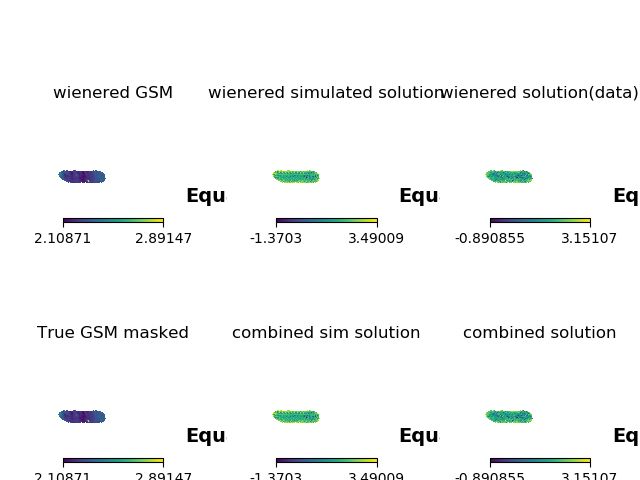 wienered GSM
wienered simulated solution
wienered solution(data)
Equ
Equ
Eq
2.10871 2.89147
-1.3703 3.49009
-0.890855 3.15107
True GSM masked
combined sim solution
combined solution
Equ
Equ
Eq
2.10871 2.89147
-1.3703 3.49009
-0.890855 3.15107